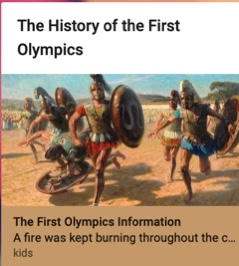 The History of the First
Olympics
The First Olympics Information
A fire was kept burning throughout the c...
kids